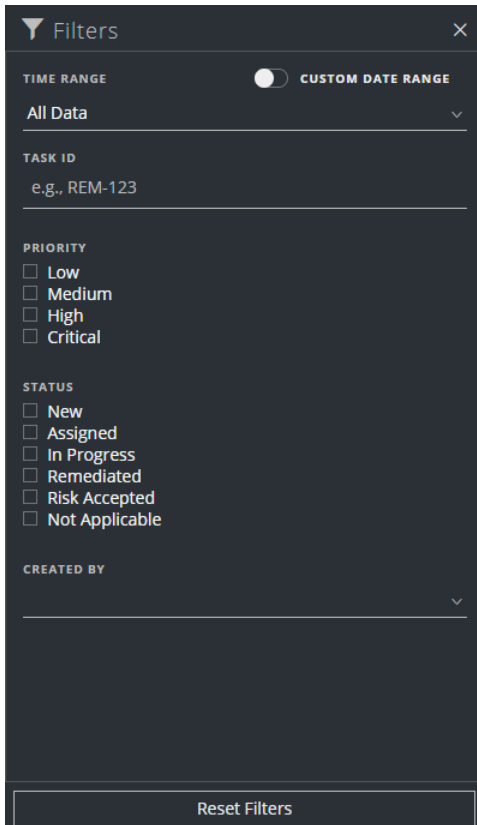 Filters
TIME RANGE CUSTOM DATE RANGE
All Data
TASK ID
e.g., REM-123
PRIORITY
Low
Medium
High
Critical
STATUS
New
Assigned
In Progress
Remediated
Risk Accepted
Not Applicable
CREATED BY
Reset Filters